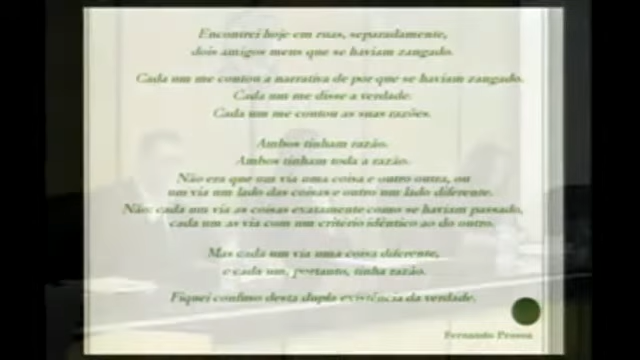 Encontrei hoje em ruas, separadamente,
dois amigos meus que se haviam zangado.
Cada um me contou a narrativa de por que se haviam zangado.
Cada um me disse a verdade.
Cada um me contou as suas razões.
Ambos tinham razão.
Ambos tinham toda a razão.
Não era que um via uma coisa e outro outra, ou
um via um lado das coisas e outro um lado diferente.
Não: cada um via as coisas exatamente como se haviam passado,
cada um as via com um critério idêntico ao do outro.
Mas cada um via uma coisa diferente,
e cada um, portanto, tinha razão.
Fiquei confuso desta dupla existência da verdade.
Fernando Pessoa